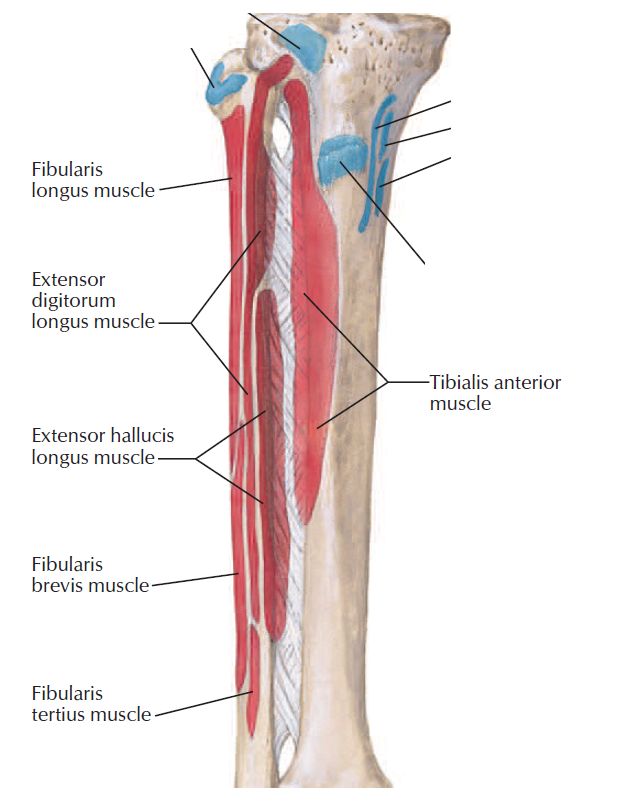 Fibularis
longus muscle
Extensor
digitorum
longus muscle
Tibialis anterior
muscle
Extensor hallucis
longus muscle
Fibularis
brevis muscle
Fibularis
tertius muscle